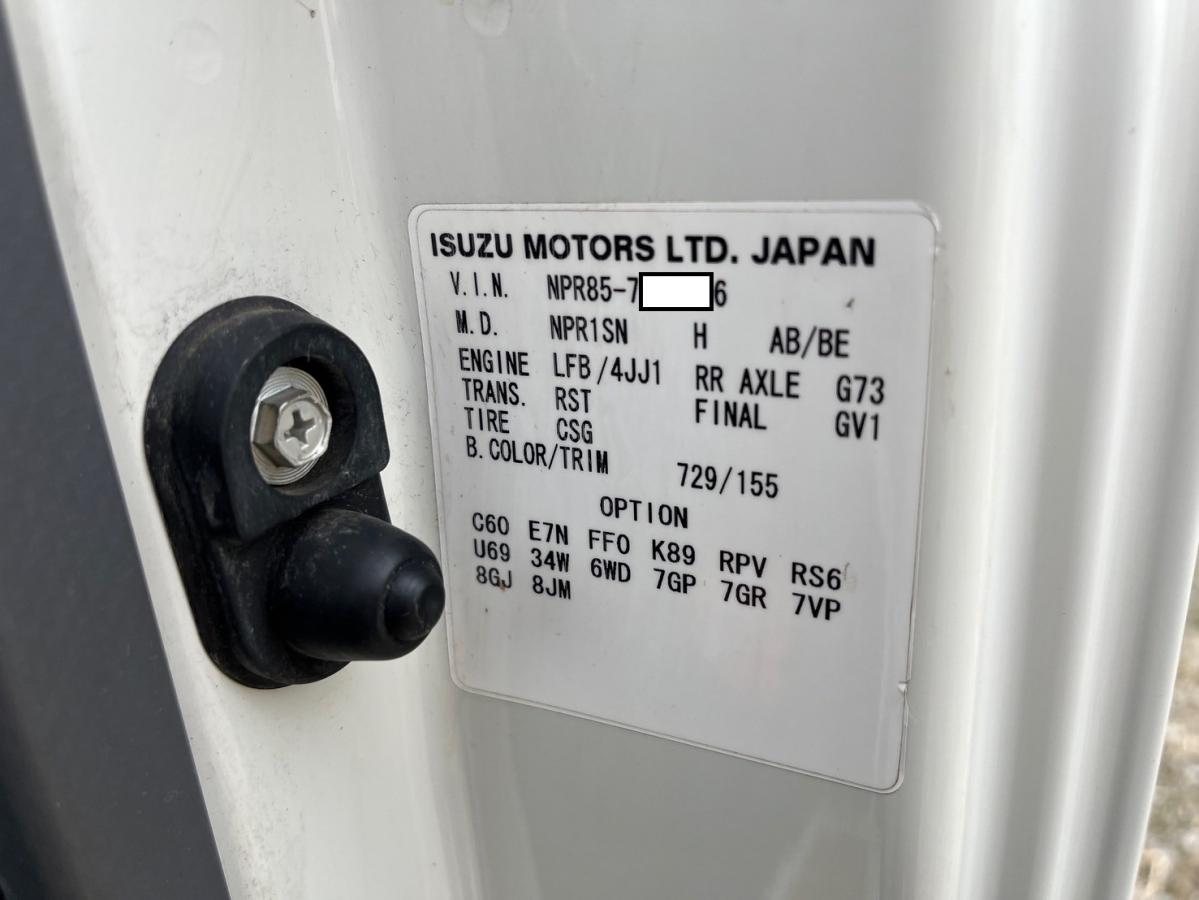 ISUZU MOTORS LTD. JAPAN
V.I.N. NPR85-7 6
M.D. NPR1SN H AB/BE
ENGINE LFB/4JJ1 RR AXLE G73
TRANS. RST FINAL GV1
TIRE CSG
B.COLOR/TRIM 729/155
OPTION
C60 E7N FF0 K89 RPV RS6
U69 34W 6WD 7GP 7GR 7VP
8GJ 8JM